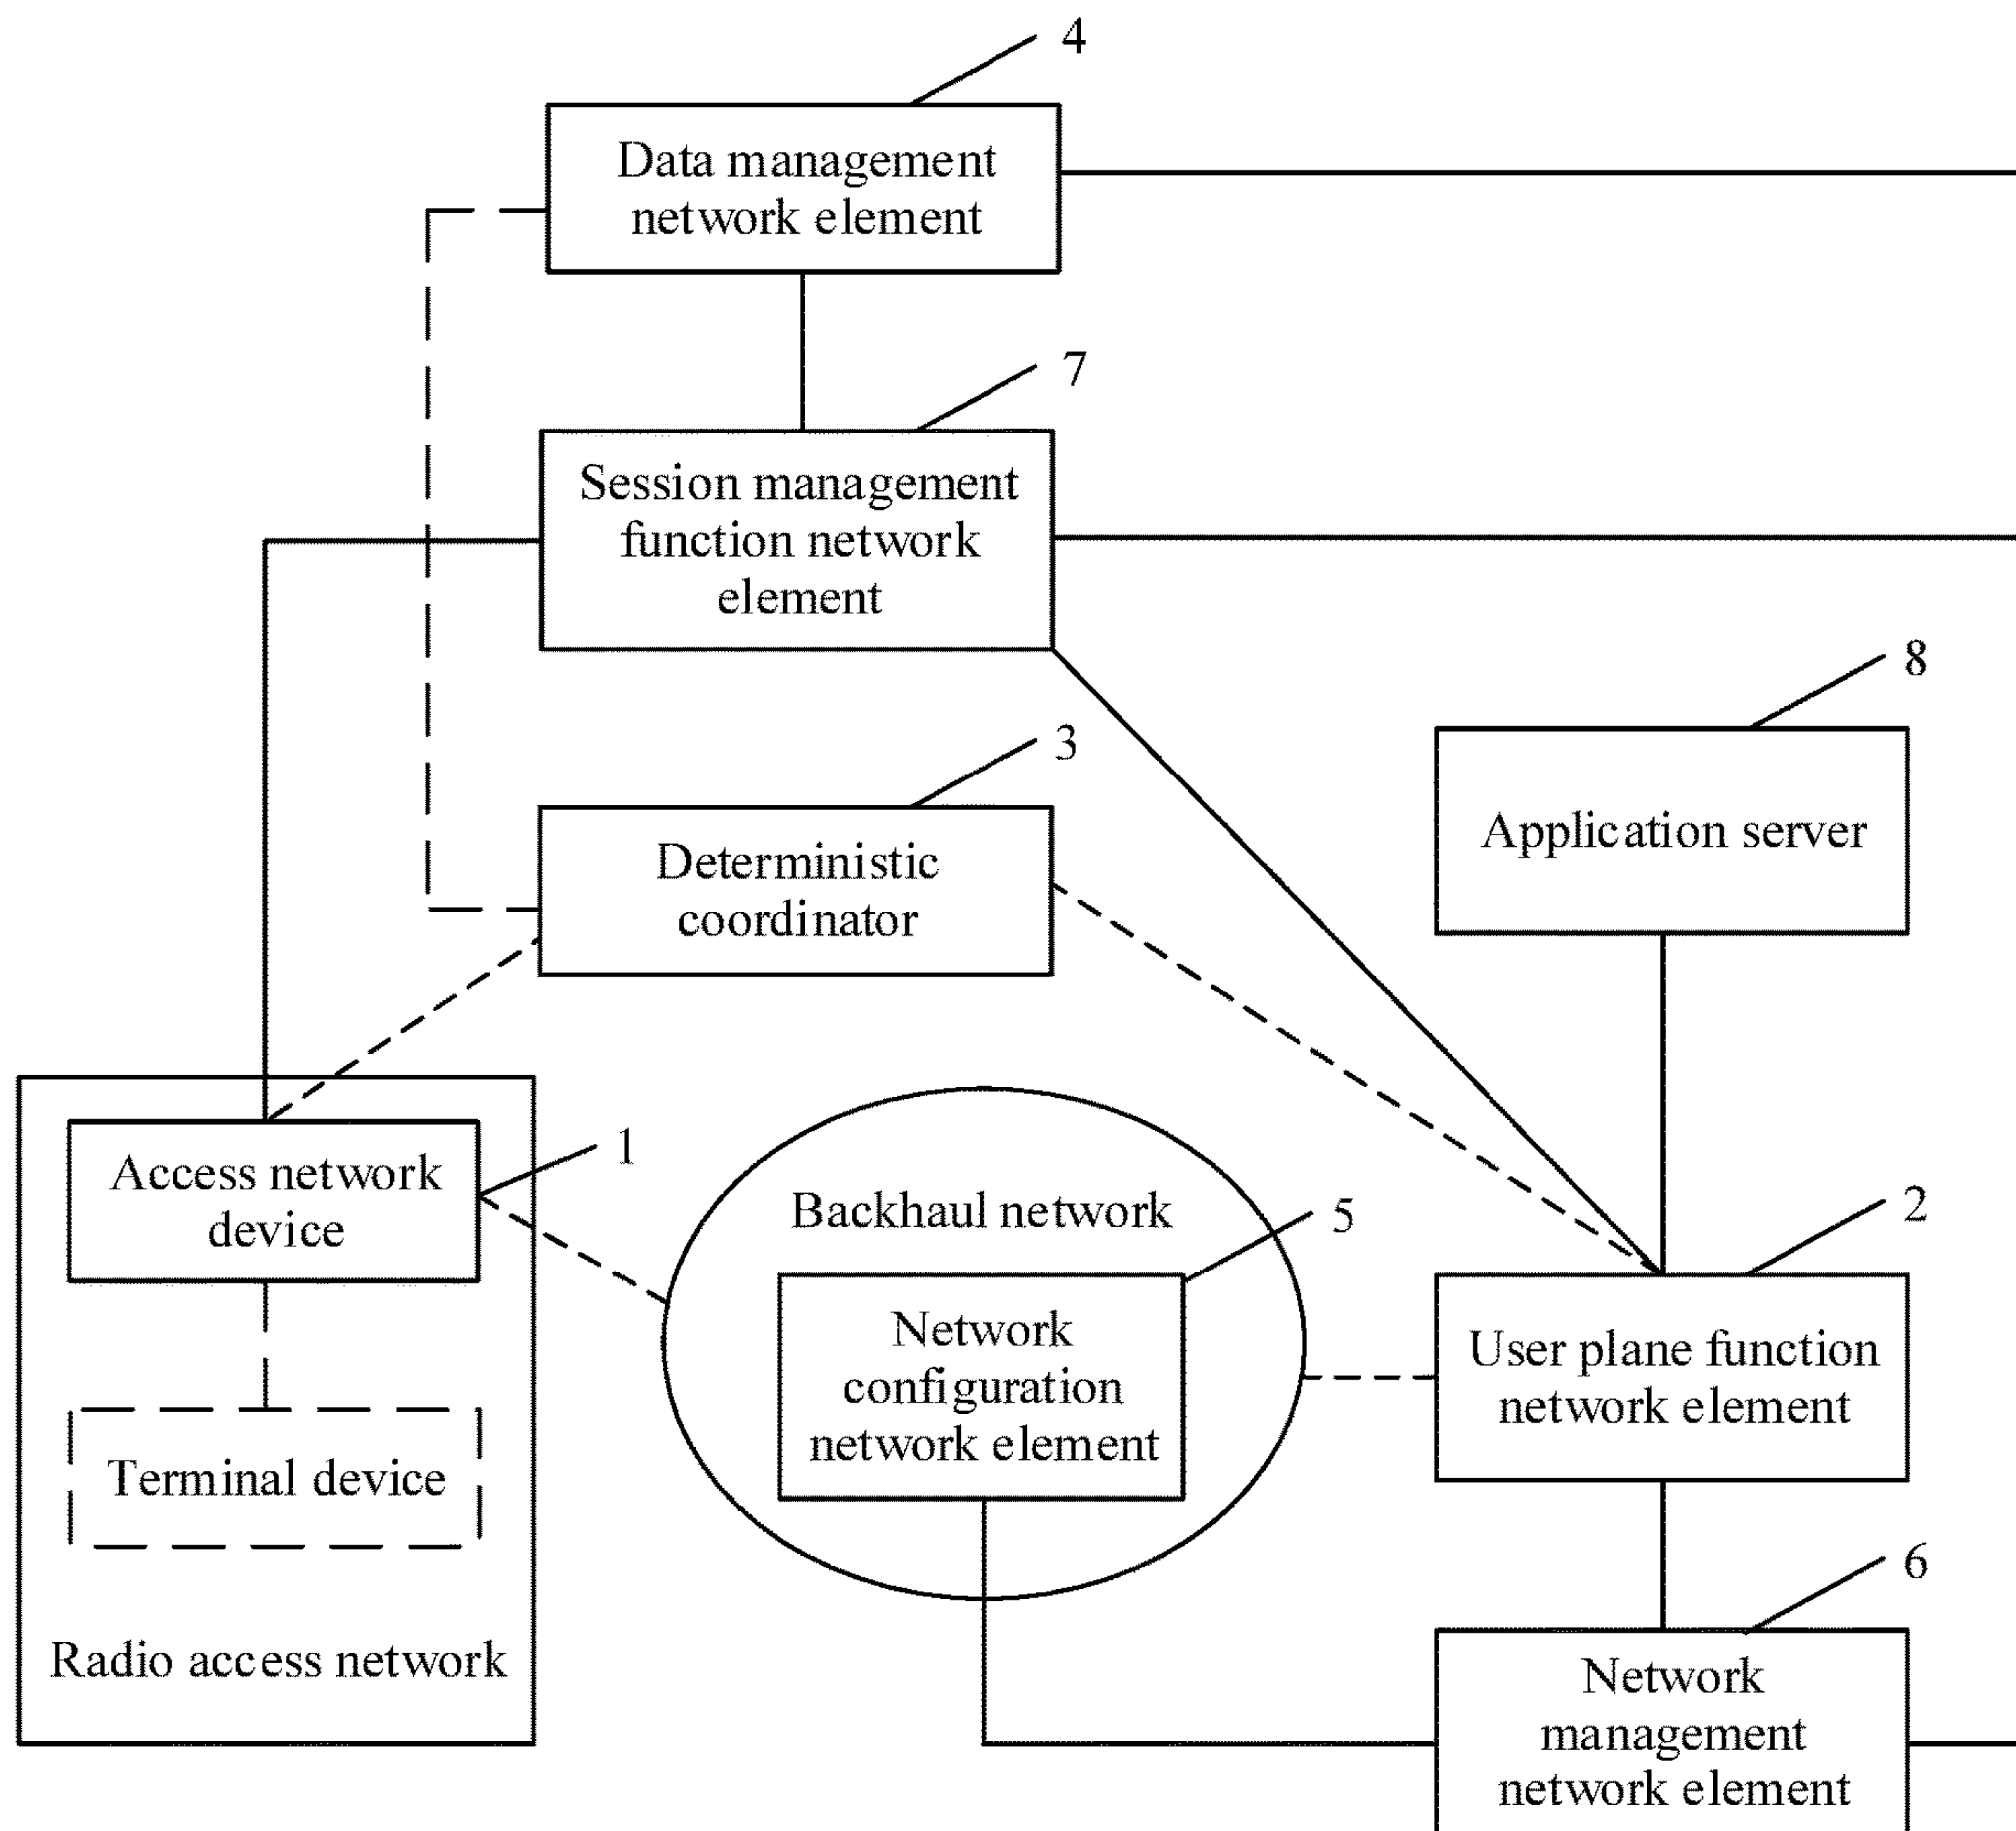 4
Data management
network element
7
Session management
function network
element
8
Application server
3
Deterministic
coordinator
1
Access network
device
Terminal device
Radio access network
Backhaul network
5
Network
configuration
network element
2
User plane function
network element
6
Network
management
network element